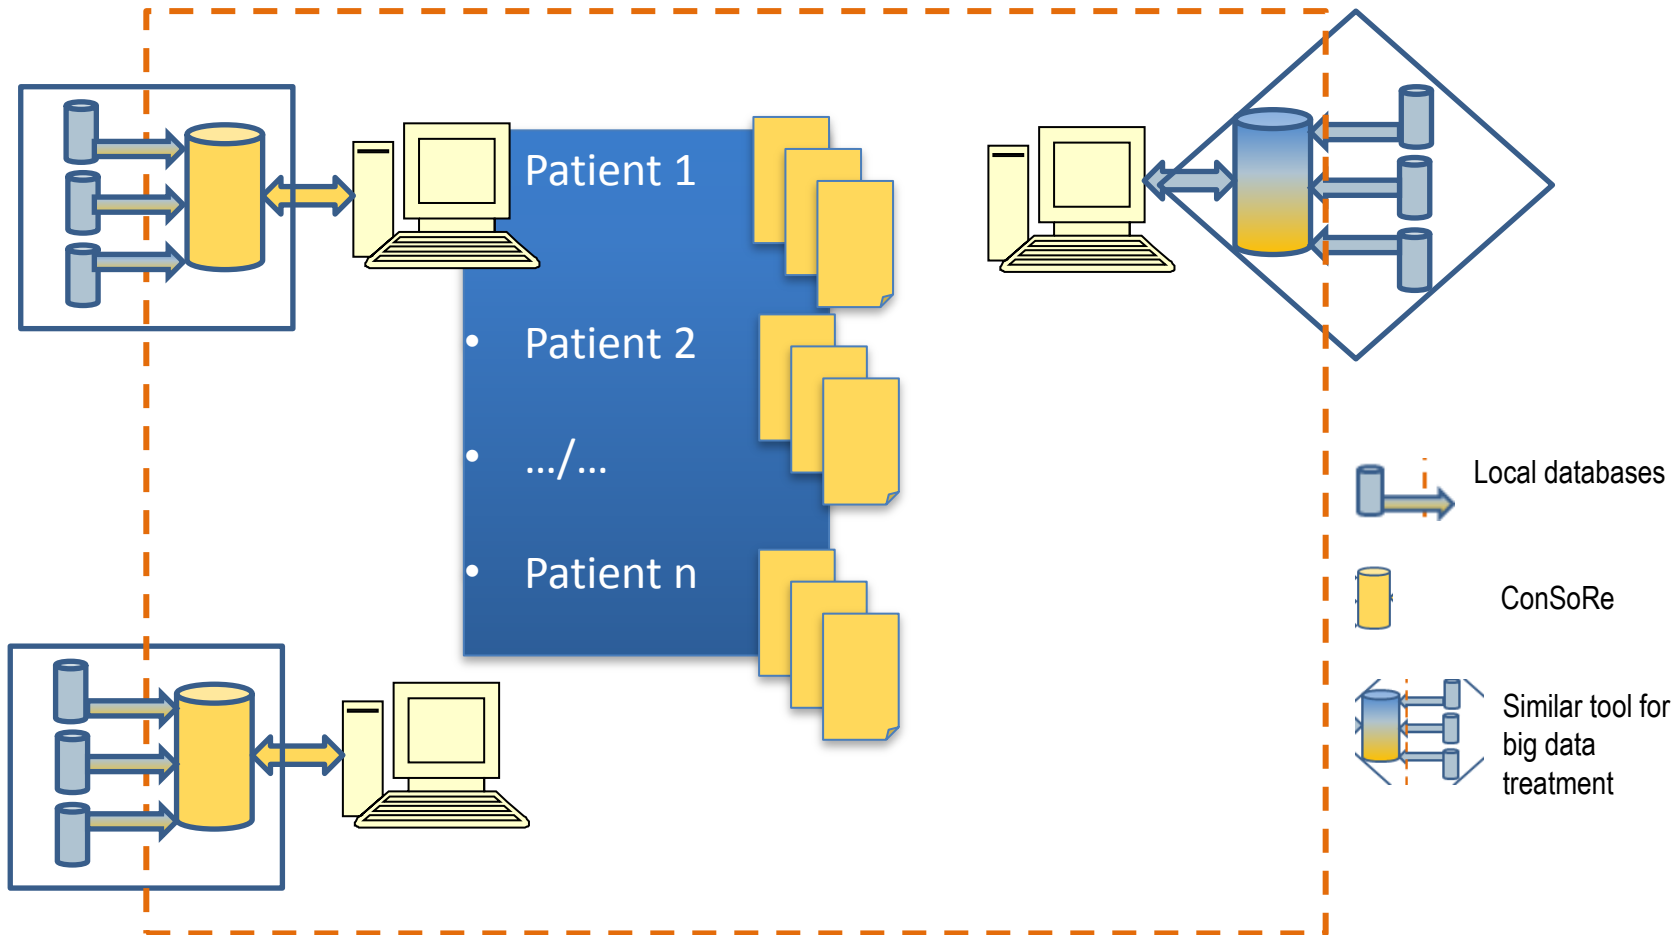 Patient 1
• Patient 2
• .../...
• Patient n
Local databases
ConSoRe
Similar tool for
big data
treatment